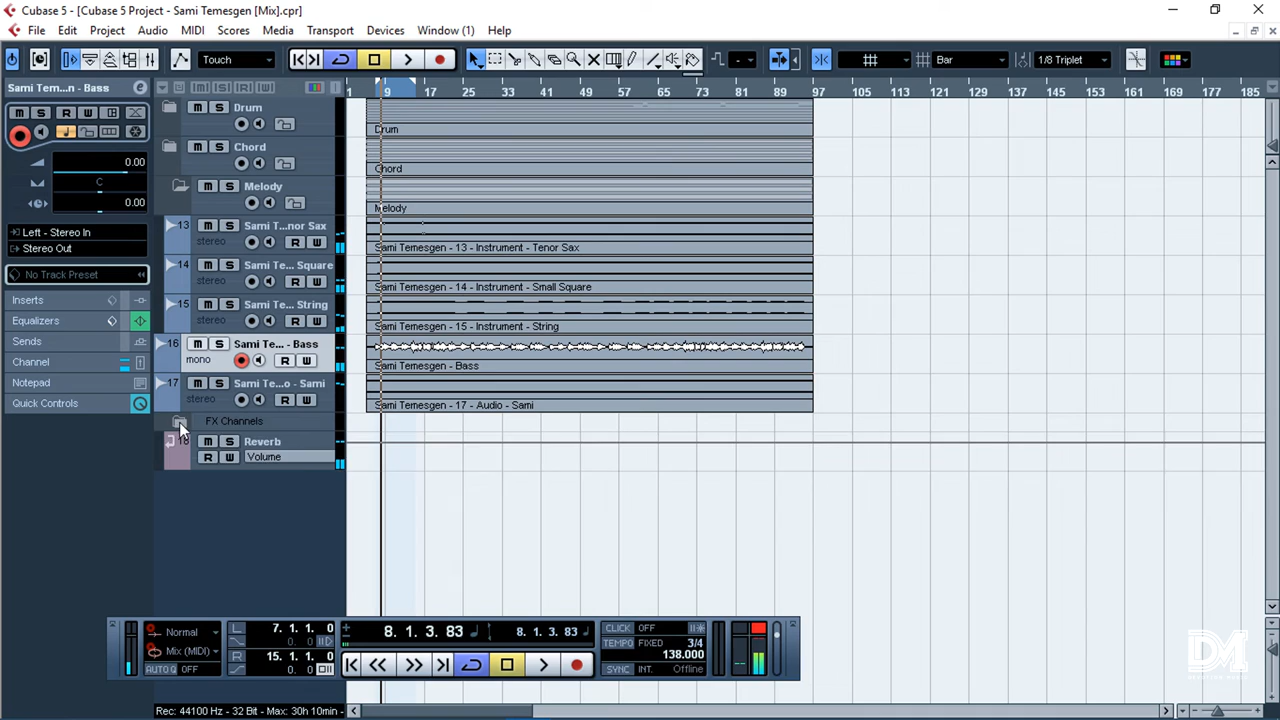 Cubase 5 - [Cubase 5 Project - Sami Temesgen [Mix].cpr]
File Edit Project Audio MIDI Scores Media Transport Devices Window (1) Help
Touch Bar 1/8 Triplet
Sami Tem...n - Bass
1 9 17 25 33 41 49 57 65 73 81 89 97 105 113 121 129 137 145 153 161 169 177 185
Drum
Drum
Chord
Chord
Melody
Melody
13 Sami T...nor Sax
stereo
Sami Temesgen - 13 - Instrument - Tenor Sax
14 Sami Te... Square
stereo
Sami Temesgen - 14 - Instrument - Small Square
15 Sami Te... String
stereo
Sami Temesgen - 15 - Instrument - String
16 Sami Te... - Bass
mono
Sami Temesgen - Bass
17 Sami Te...o - Sami
stereo
Sami Temesgen - 17 - Audio - Sami
FX Channels
Reverb
Volume
0.00
C
0.00
Left - Stereo In
Stereo Out
No Track Preset
Inserts
Equalizers
Sends
Channel
Notepad
Quick Controls
Normal
Mix (MIDI)
AUTO Q OFF
L 7. 1. 1. 0
0. 0
R 15. 1. 1. 0
0. 0
8. 1. 3. 83 8. 1. 3. 83
CLICK OFF
TEMPO FIXED 3/4
138.000
SYNC INT. Offline
DM
Rec: 44100 Hz - 32 Bit - Max: 30h 10min